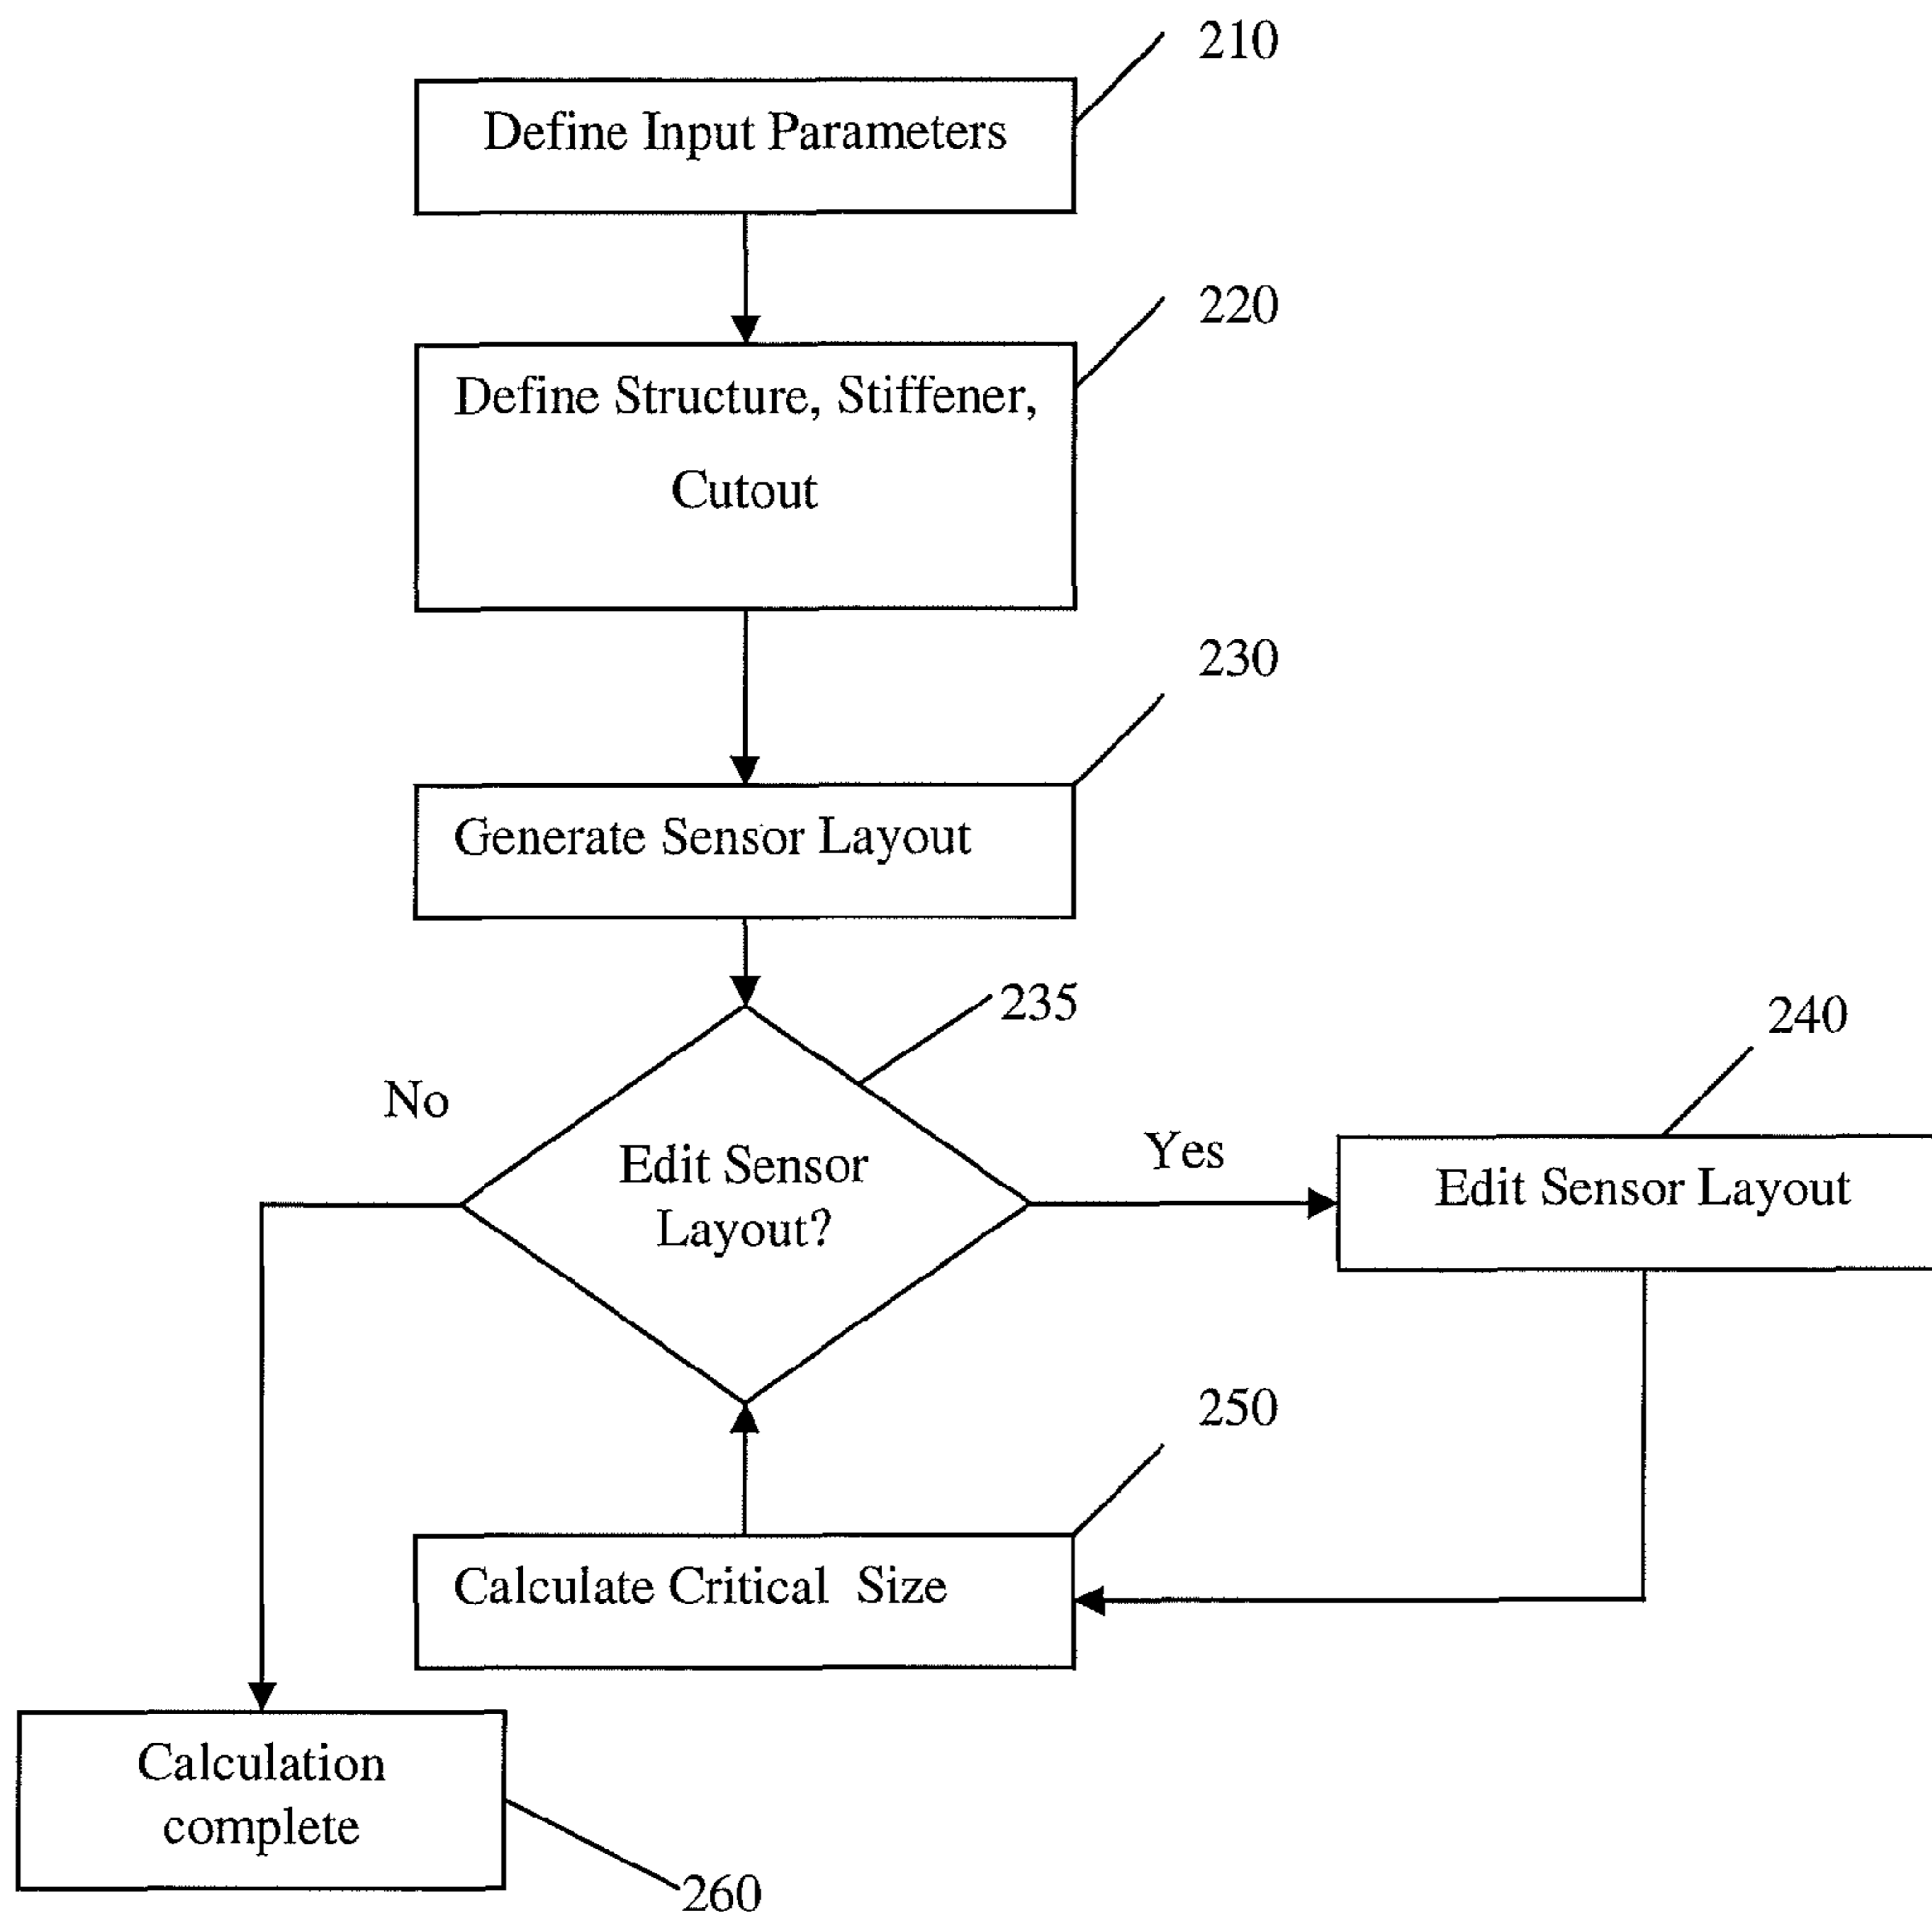 210
Define Input Parameters
220
Define Structure, Stiffener,
Cutout
230
Generate Sensor Layout
235
240
No
Yes
Edit Sensor
Layout?
Edit Sensor Layout
250
Calculate Critical Size
Calculation
complete
260